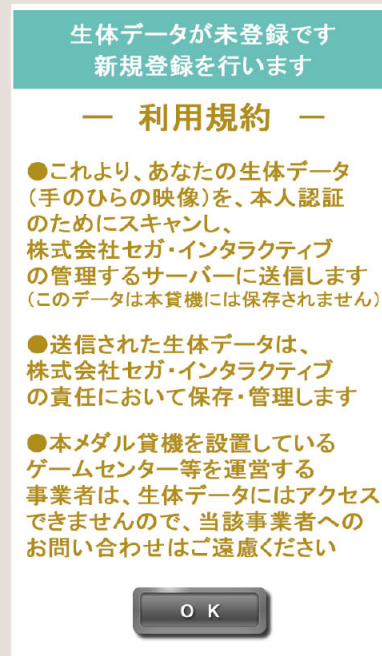 生体データが未登録です
新規登録を行います
― 利用規約 ―
●これより、あなたの生体データ
(手のひらの映像)を、本人認証
のためにスキャンし、
株式会社セガ・インタラクティブ
の管理するサーバーに送信します
(このデータは本貸機には保存されません)
●送信された生体データは、
株式会社セガ・インタラクティブ
の責任において保存・管理します
●本メダル貸機を設置している
ゲームセンター等を運営する
事業者は、生体データにはアクセス
できませんので、当該事業者への
お問い合わせはご遠慮ください
OK